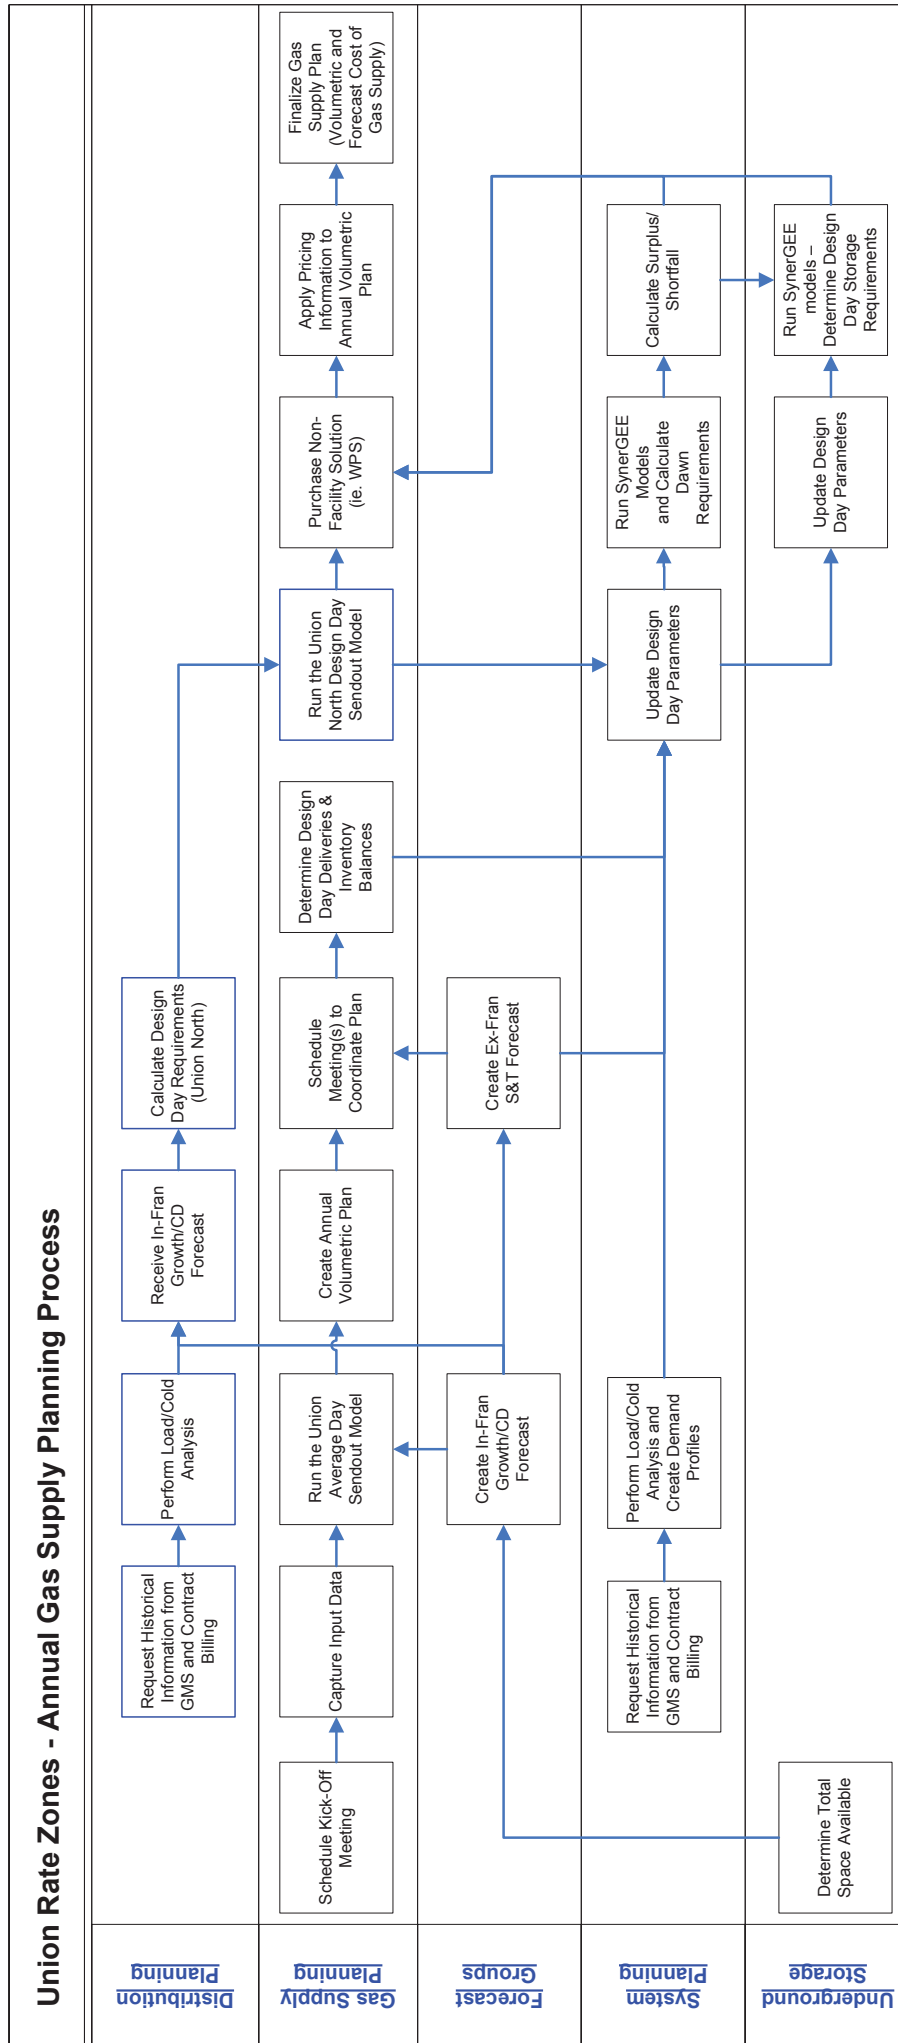 Union Rate Zones - Annual Gas Supply Planning Process
Distribution
Planning
Request Historical
Information from
GMS and Contract
Billing
Perform Load/Cold
Analysis
Receive In-Fran
Growth/CD
Forecast
Calculate Design
Day Requirements
(Union North)
Gas Supply
Planning
Schedule Kick-Off
Meeting
Capture Input Data
Run the Union
Average Day
Sendout Model
Create Annual
Volumetric Plan
Schedule
Meeting(s) to
Coordinate Plan
Determine Design
Day Deliveries &
Inventory
Balances
Run the Union
North Design Day
Sendout Model
Purchase Non-
Facility Solution
(ie. WPS)
Apply Pricing
Information to
Annual Volumetric
Plan
Finalize Gas
Supply Plan
(Volumetric and
Forecast Cost of
Gas Supply)
Forecast
Groups
Create In-Fran
Growth/CD
Forecast
Create Ex-Fran
S&T Forecast
System
Planning
Request Historical
Information from
GMS and Contract
Billing
Perform Load/Cold
Analysis and
Create Demand
Profiles
Update Design
Day Parameters
Run SynerGEE
Models
and Calculate
Dawn
Requirements
Calculate Surplus/
Shortfall
Underground
Storage
Determine Total
Space Available
Update Design
Day Parameters
Run SynerGEE
models –
Determine Design
Day Storage
Requirements